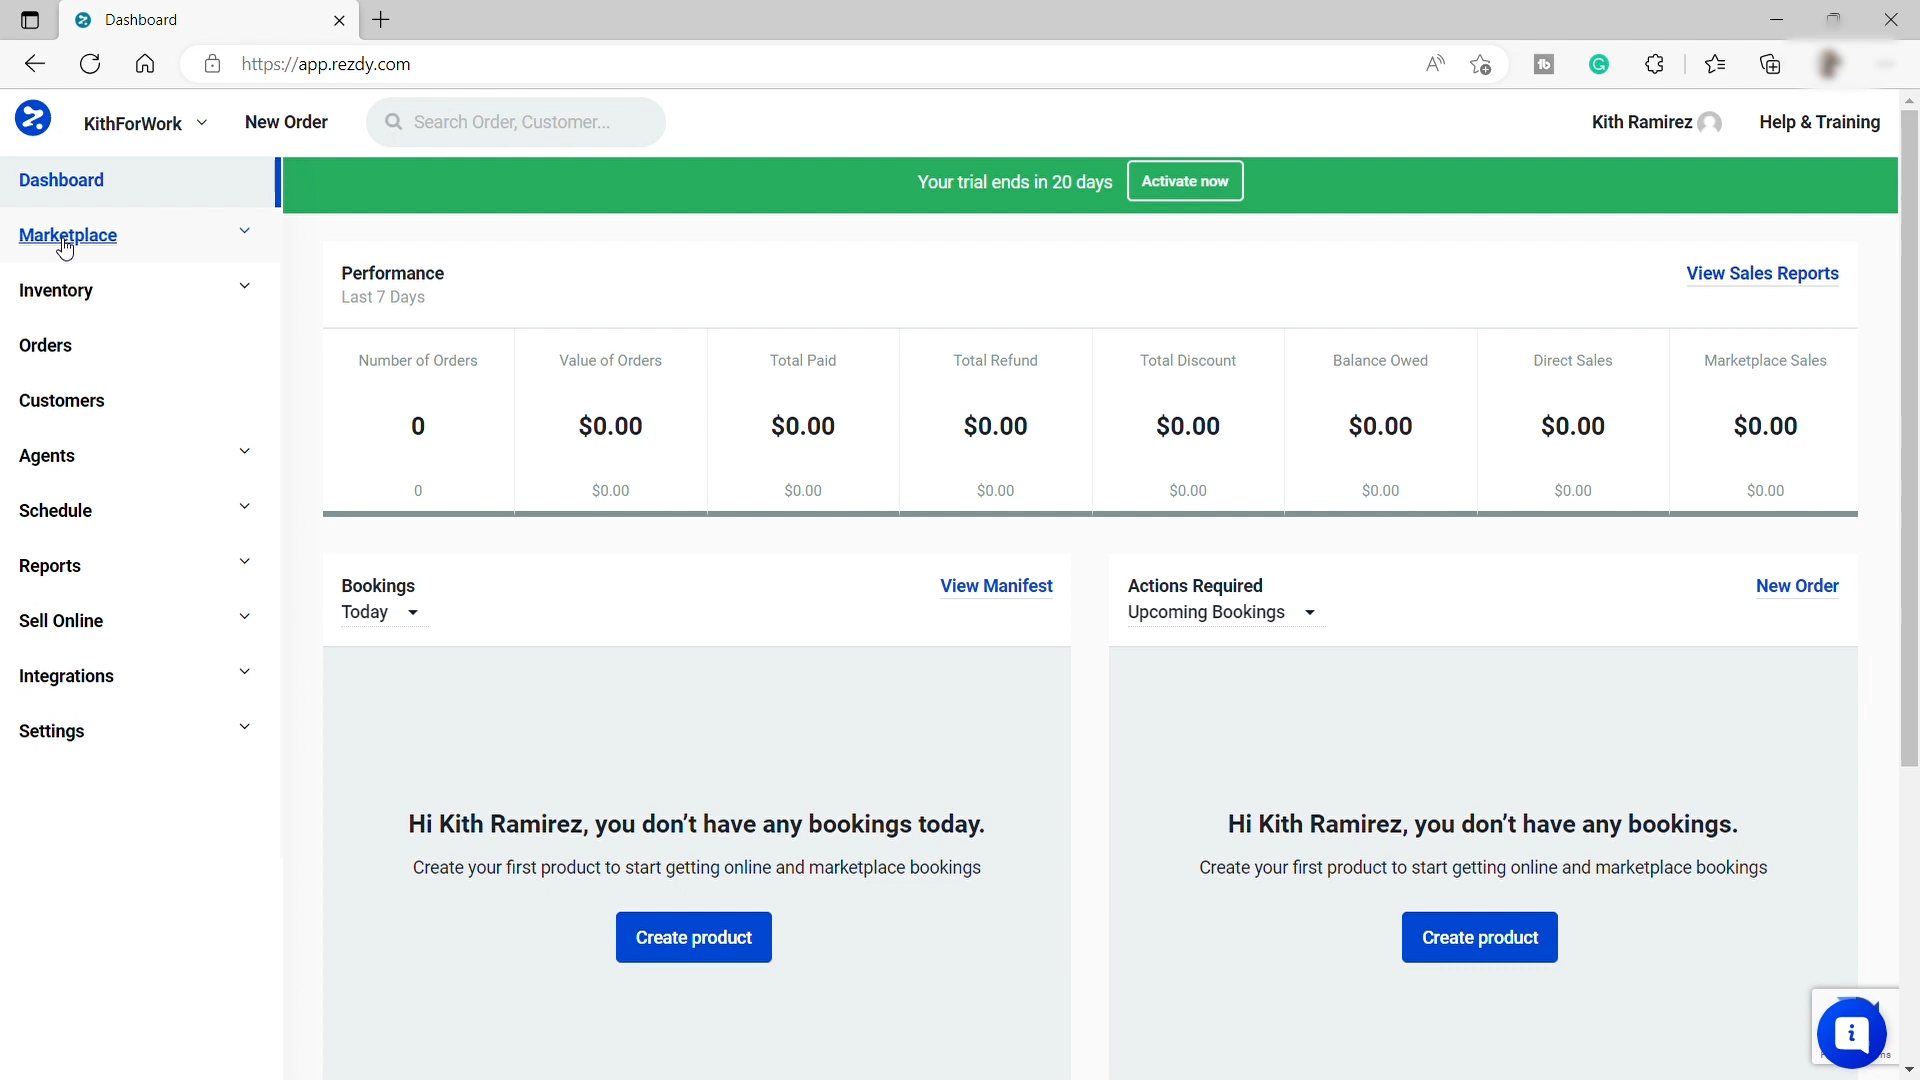 Dashboard
https://app.rezdy.com
KithForWork
New Order
Search Order, Customer...
Kith Ramirez
Help & Training
Dashboard
Marketplace
Inventory
Orders
Customers
Agents
Schedule
Reports
Sell Online
Integrations
Settings
Your trial ends in 20 days
Activate now
Performance
Last 7 Days
View Sales Reports
Number of Orders
0
0
Value of Orders
$0.00
$0.00
Total Paid
$0.00
$0.00
Total Refund
$0.00
$0.00
Total Discount
$0.00
$0.00
Balance Owed
$0.00
$0.00
Direct Sales
$0.00
$0.00
Marketplace Sales
$0.00
$0.00
Bookings
Today
View Manifest
Hi Kith Ramirez, you don’t have any bookings today.
Create your first product to start getting online and marketplace bookings
Create product
Actions Required
Upcoming Bookings
New Order
Hi Kith Ramirez, you don’t have any bookings.
Create your first product to start getting online and marketplace bookings
Create product